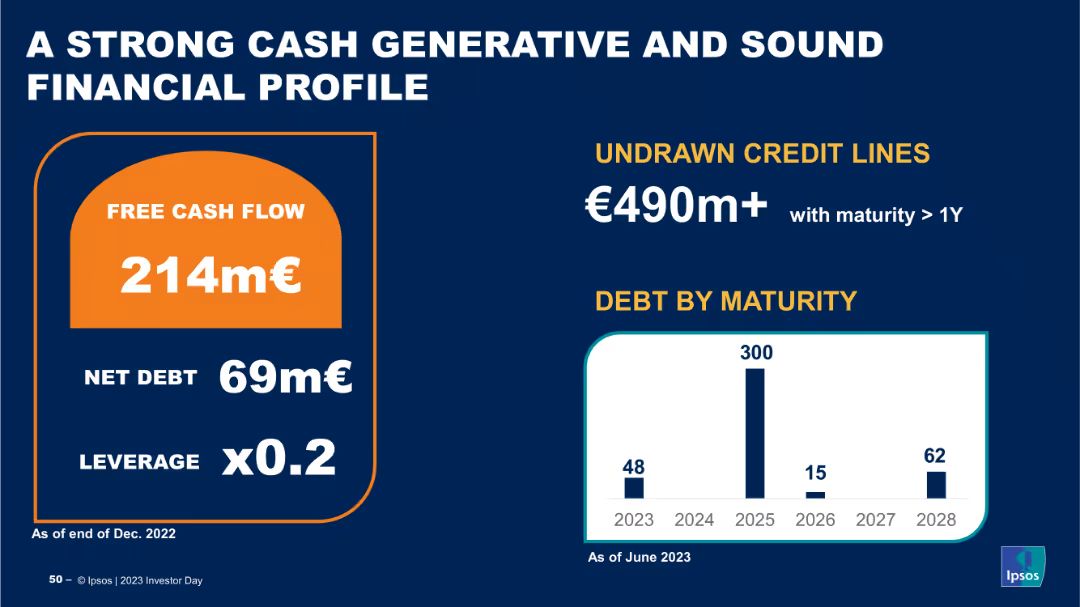 A STRONG CASH GENERATIVE AND SOUND
FINANCIAL PROFILE
FREE CASH FLOW
214m€
NET DEBT 69m€
LEVERAGE x0.2
As of end of Dec. 2022
UNDRAWN CREDIT LINES
€490m+ with maturity > 1Y
DEBT BY MATURITY
300
48
15
62
2023 2024 2025 2026 2027 2028
As of June 2023
50 – © Ipsos | 2023 Investor Day
Ipsos